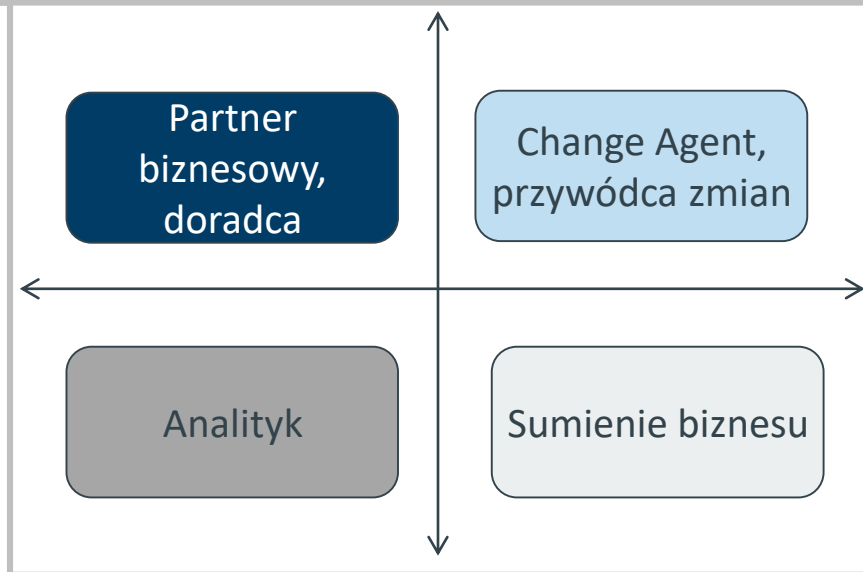 Partner
biznesowy,
doradca
Change Agent,
przywódca zmian
Analityk
Sumienie biznesu